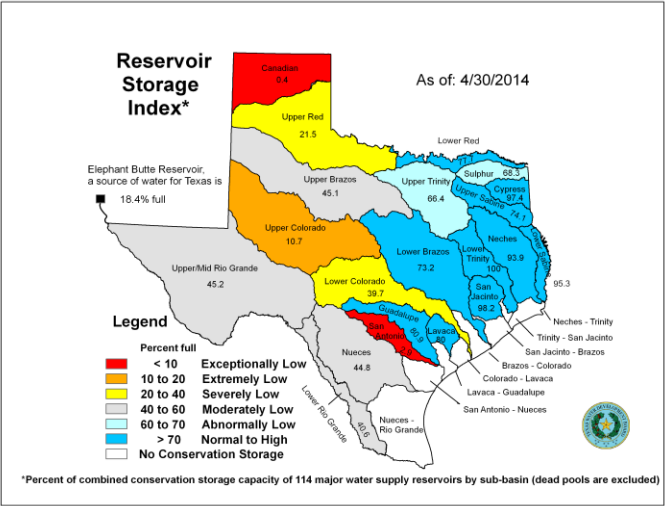 Reservoir
Storage
Index*
As of: 4/30/2014
Canadian
0.4
Upper Red
21.5
Lower Red
77.7
Elephant Butte Reservoir,
a source of water for Texas is
18.4% full
Upper Brazos
45.1
Upper Trinity
66.4
Sulphur
68.3
Cypress
97.4
Upper Sabine
74.1
Upper Colorado
10.7
Lower Brazos
73.2
Lower
Trinity
100
Neches
93.9
Lower Sabine
95.3
Upper/Mid Rio Grande
45.2
Lower Colorado
39.7
San
Jacinto
98.2
Guadalupe
80.9
San
Antonio
Lavaca
80
Nueces
44.8
Lower Rio Grande
40.6
Nueces -
Rio Grande
Neches - Trinity
Trinity - San Jacinto
San Jacinto - Brazos
Brazos - Colorado
Colorado - Lavaca
Lavaca - Guadalupe
San Antonio - Nueces
Legend
Percent full
< 10 Exceptionally Low
10 to 20 Extremely Low
20 to 40 Severely Low
40 to 60 Moderately Low
60 to 70 Abnormally Low
> 70 Normal to High
No Conservation Storage
*Percent of combined conservation storage capacity of 114 major water supply reservoirs by sub-basin (dead pools are excluded)